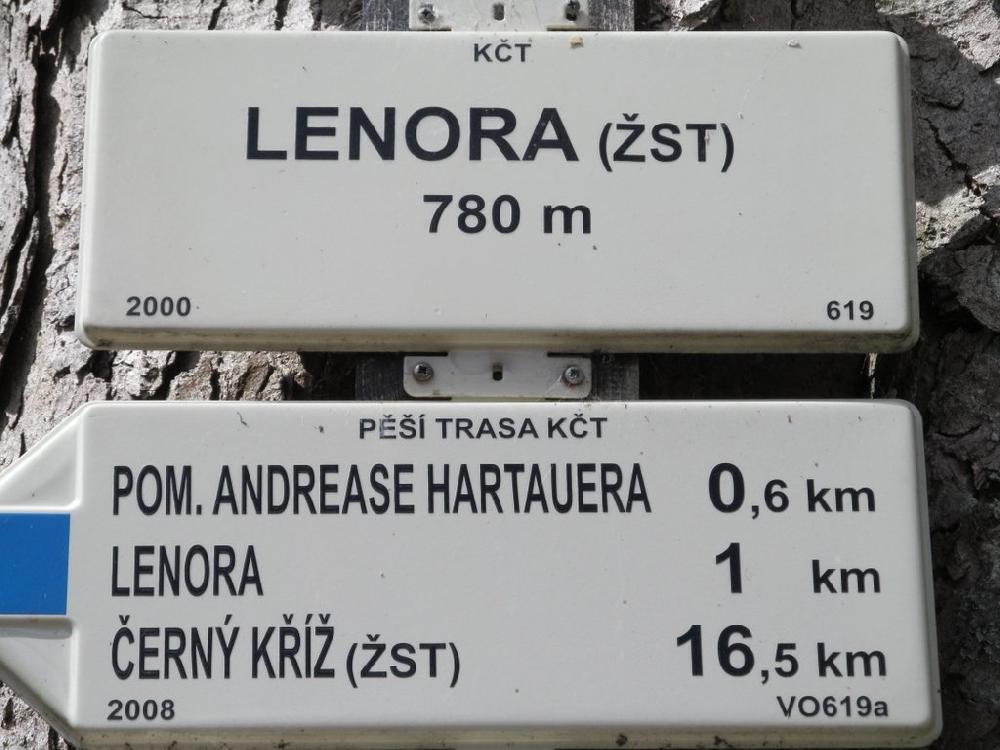 KČT
LENORA (ŽST)
780 m
2000 619
PĚŠÍ TRASA KČT
POM. ANDREASE HARTAUERA 0,6 km
LENORA 1 km
ČERNÝ KŘÍŽ (ŽST) 16,5 km
2008 VO619a